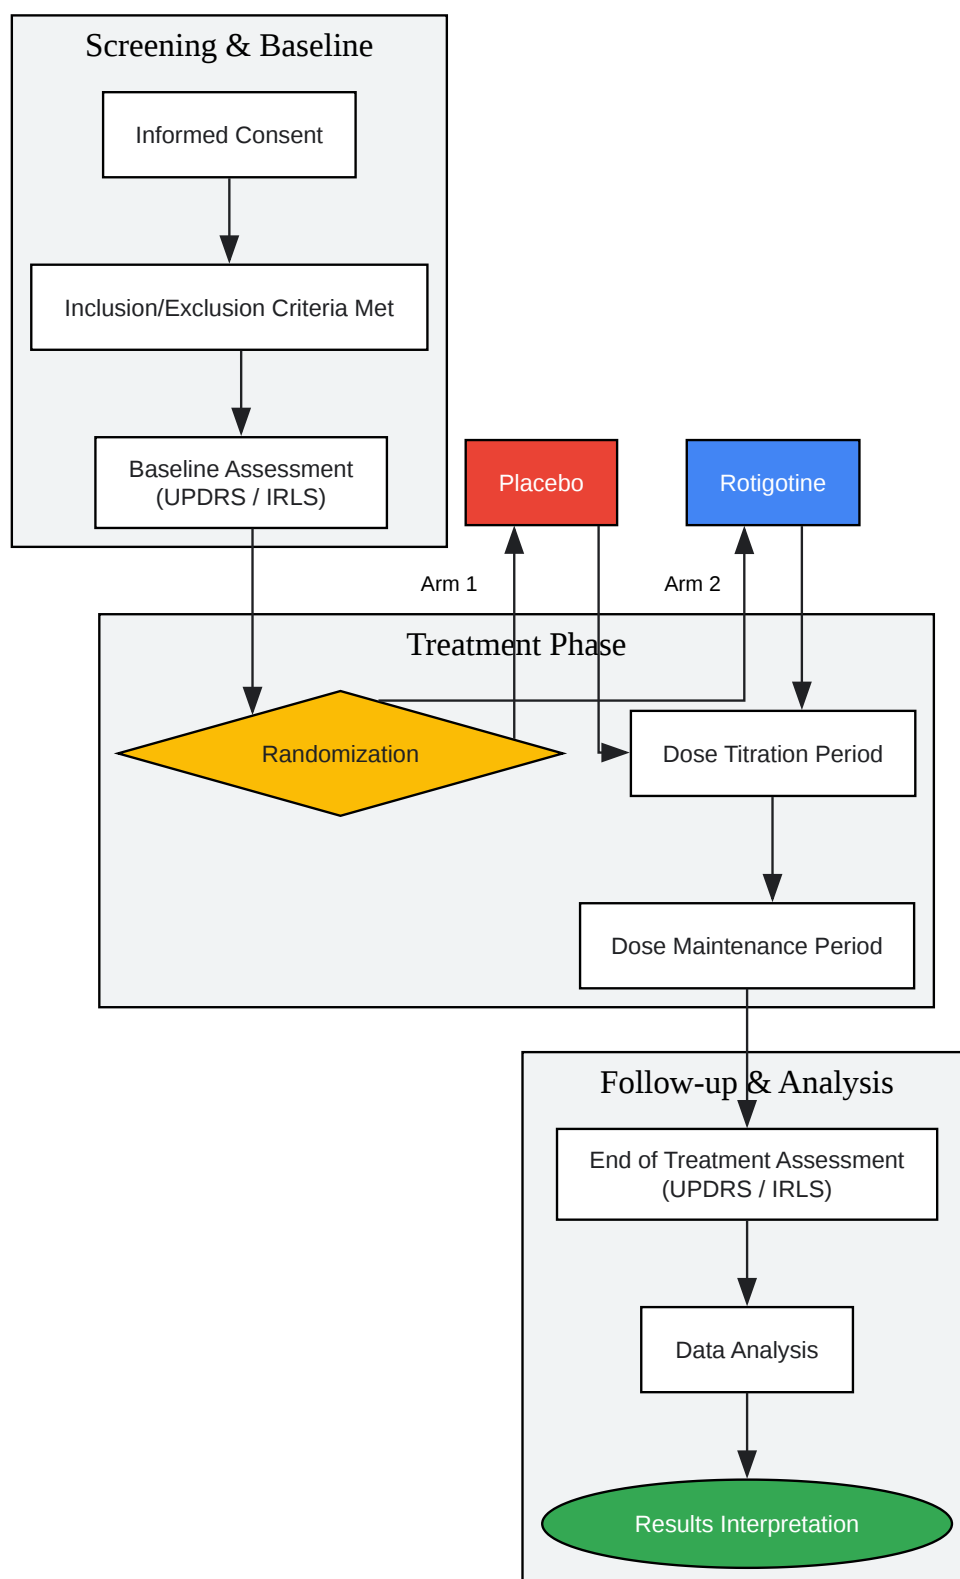 Screening & Baseline
Informed Consent
Inclusion/Exclusion Criteria Met
Baseline Assessment
(UPDRS / IRLS)
Placebo
Rotigotine
Arm 1
Arm 2
Treatment Phase
Randomization
Dose Titration Period
Dose Maintenance Period
Follow-up & Analysis
End of Treatment Assessment
(UPDRS / IRLS)
Data Analysis
Results Interpretation